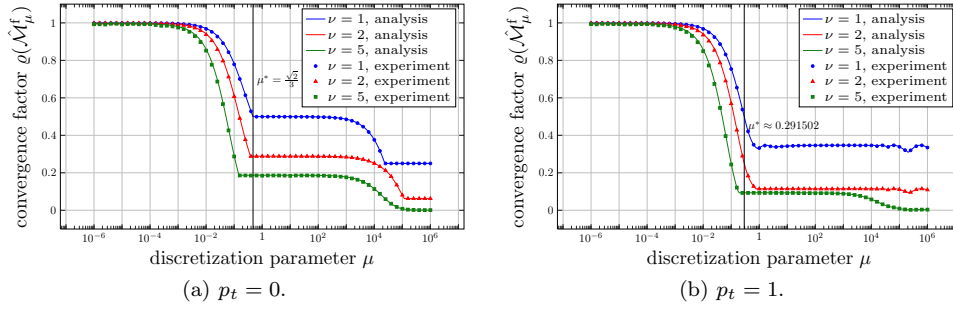 convergence factor ϱ(ℳ̂μᶠ)
1
0.8
0.6
0.4
0.2
0
10⁻⁶ 10⁻⁴ 10⁻² 1 10² 10⁴ 10⁶
discretization parameter μ
μ* = √2/3
ν = 1, analysis
ν = 2, analysis
ν = 5, analysis
ν = 1, experiment
ν = 2, experiment
ν = 5, experiment
(a) pₜ = 0.
convergence factor ϱ(ℳ̂μᶠ)
1
0.8
0.6
0.4
0.2
0
10⁻⁶ 10⁻⁴ 10⁻² 1 10² 10⁴ 10⁶
discretization parameter μ
μ* ≈ 0.291502
ν = 1, analysis
ν = 2, analysis
ν = 5, analysis
ν = 1, experiment
ν = 2, experiment
ν = 5, experiment
(b) pₜ = 1.